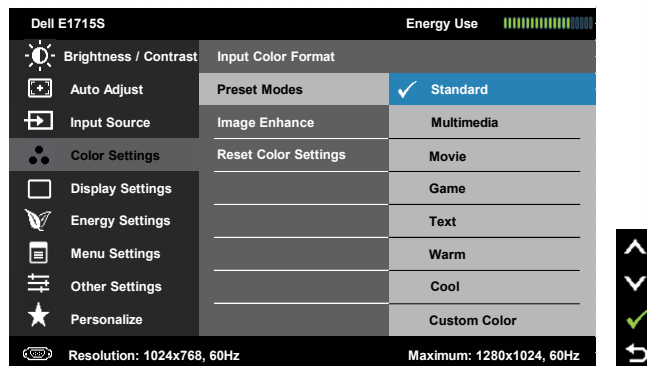 Dell E1715S Energy Use
Brightness / Contrast Input Color Format
Auto Adjust Preset Modes Standard
Input Source Image Enhance Multimedia
Color Settings Reset Color Settings Movie
Display Settings Game
Energy Settings Text
Menu Settings Warm
Other Settings Cool
Personalize Custom Color
Resolution: 1024x768, 60Hz Maximum: 1280x1024, 60Hz